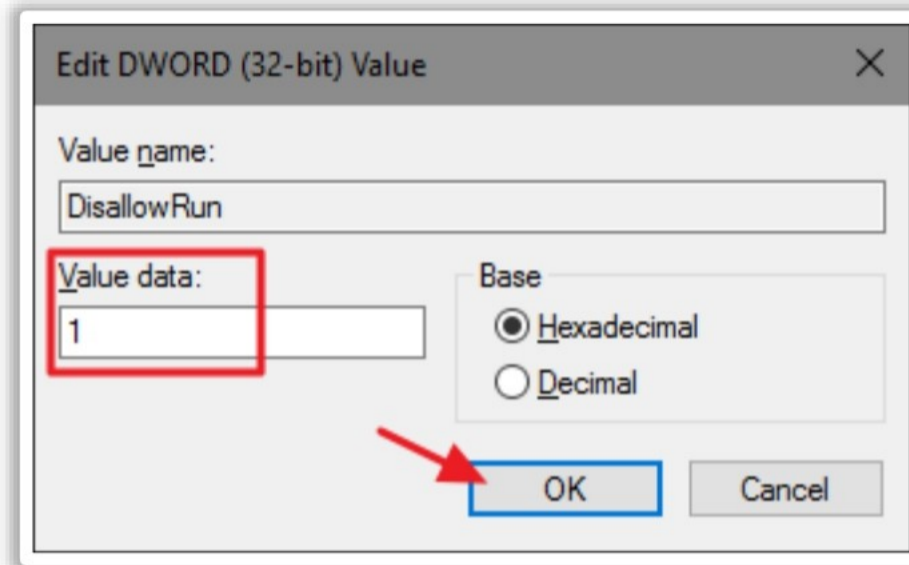 Edit DWORD (32-bit) Value
Value name:
DisallowRun
Value data:
1
Base
Hexadecimal
Decimal
OK
Cancel